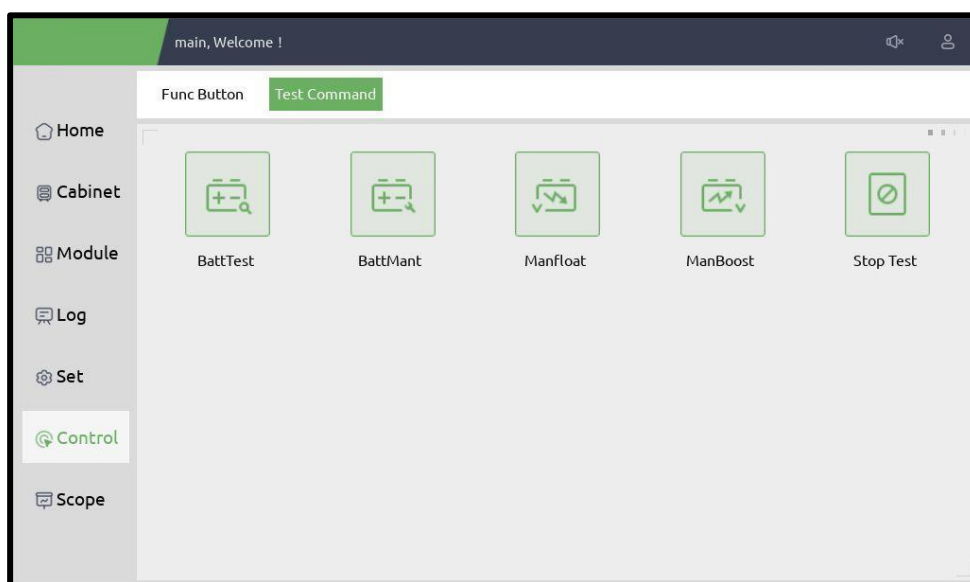 main, Welcome !
Func Button Test Command
Home
Cabinet
Module
Log
Set
Control
Scope
BattTest BattMant Manfloat ManBoost Stop Test